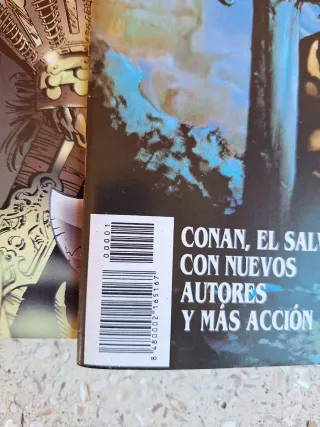 00001
8 480002 165167
CONAN, EL SALV
CON NUEVOS
AUTORES
Y MÁS ACCIÓN